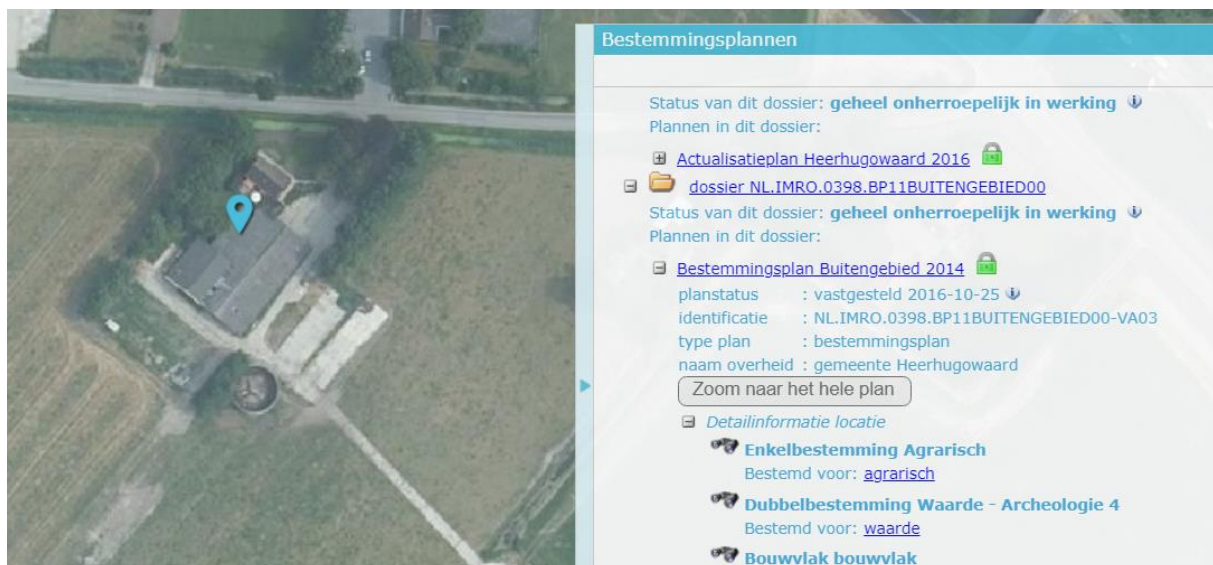 Bestemmingsplannen
Status van dit dossier: geheel onherroepelijk in werking
Plannen in dit dossier:
Actualisatieplan Heerhugowaard 2016
dossier NL.IMRO.0398.BP11BUITENGEBIED00
Status van dit dossier: geheel onherroepelijk in werking
Plannen in dit dossier:
Bestemmingsplan Buitengebied 2014
planstatus : vastgesteld 2016-10-25
identificatie : NL.IMRO.0398.BP11BUITENGEBIED00-VA03
type plan : bestemmingsplan
naam overheid : gemeente Heerhugowaard
Zoom naar het hele plan
Detailinformatie locatie
Enkelbestemming Agrarisch
Bestemd voor: agrarisch
Dubbelbestemming Waarde - Archeologie 4
Bestemd voor: waarde
Bouwvlak bouwvlak